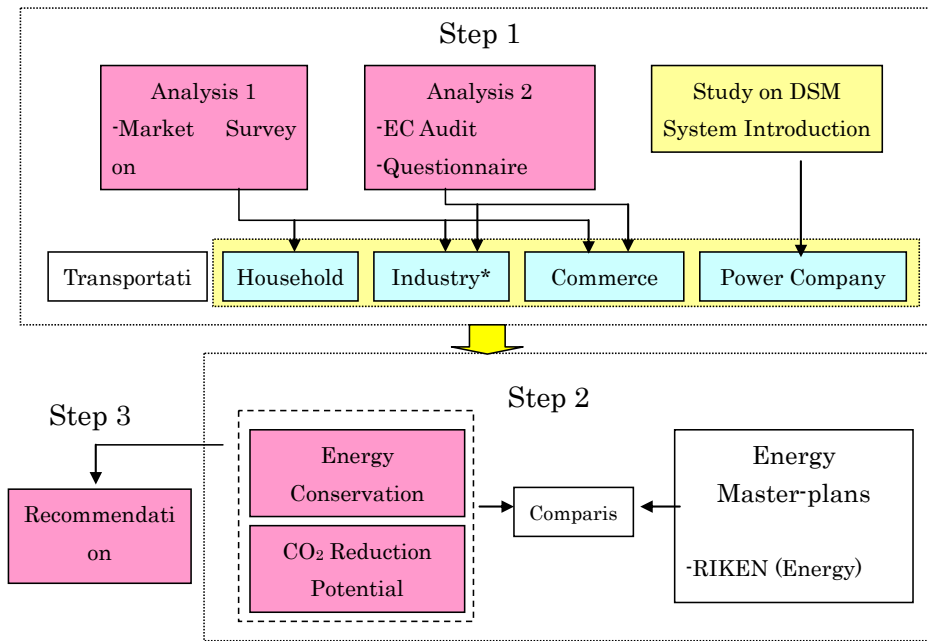 Step 1
Analysis 1
-Market Survey
on
Analysis 2
-EC Audit
-Questionnaire
Study on DSM
System Introduction
Transportati
Household
Industry*
Commerce
Power Company
Step 2
Step 3
Energy
Conservation
CO₂ Reduction
Potential
Comparis
Energy
Master-plans
-RIKEN (Energy)
Recommendati
on